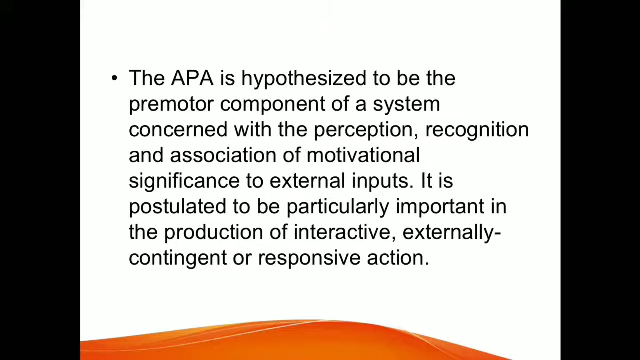 • The APA is hypothesized to be the
premotor component of a system
concerned with the perception, recognition
and association of motivational
significance to external inputs. It is
postulated to be particularly important in
the production of interactive, externally-
contingent or responsive action.